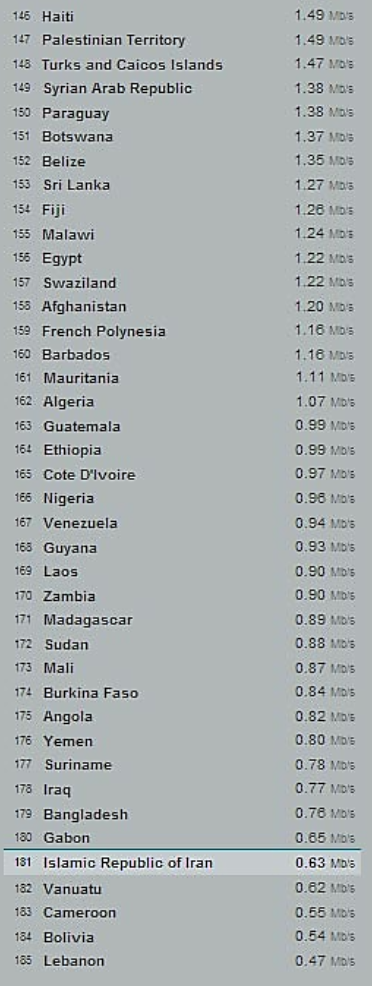 146 Haiti 1.49 Mb/s
147 Palestinian Territory 1.49 Mb/s
148 Turks and Caicos Islands 1.47 Mb/s
149 Syrian Arab Republic 1.38 Mb/s
150 Paraguay 1.38 Mb/s
151 Botswana 1.37 Mb/s
152 Belize 1.35 Mb/s
153 Sri Lanka 1.27 Mb/s
154 Fiji 1.26 Mb/s
155 Malawi 1.24 Mb/s
156 Egypt 1.22 Mb/s
157 Swaziland 1.22 Mb/s
158 Afghanistan 1.20 Mb/s
159 French Polynesia 1.16 Mb/s
160 Barbados 1.16 Mb/s
161 Mauritania 1.11 Mb/s
162 Algeria 1.07 Mb/s
163 Guatemala 0.99 Mb/s
164 Ethiopia 0.99 Mb/s
165 Cote D'Ivoire 0.97 Mb/s
166 Nigeria 0.96 Mb/s
167 Venezuela 0.94 Mb/s
168 Guyana 0.93 Mb/s
169 Laos 0.90 Mb/s
170 Zambia 0.90 Mb/s
171 Madagascar 0.89 Mb/s
172 Sudan 0.88 Mb/s
173 Mali 0.87 Mb/s
174 Burkina Faso 0.84 Mb/s
175 Angola 0.82 Mb/s
176 Yemen 0.80 Mb/s
177 Suriname 0.78 Mb/s
178 Iraq 0.77 Mb/s
179 Bangladesh 0.76 Mb/s
180 Gabon 0.65 Mb/s
181 Islamic Republic of Iran 0.63 Mb/s
182 Vanuatu 0.62 Mb/s
183 Cameroon 0.55 Mb/s
184 Bolivia 0.54 Mb/s
185 Lebanon 0.47 Mb/s